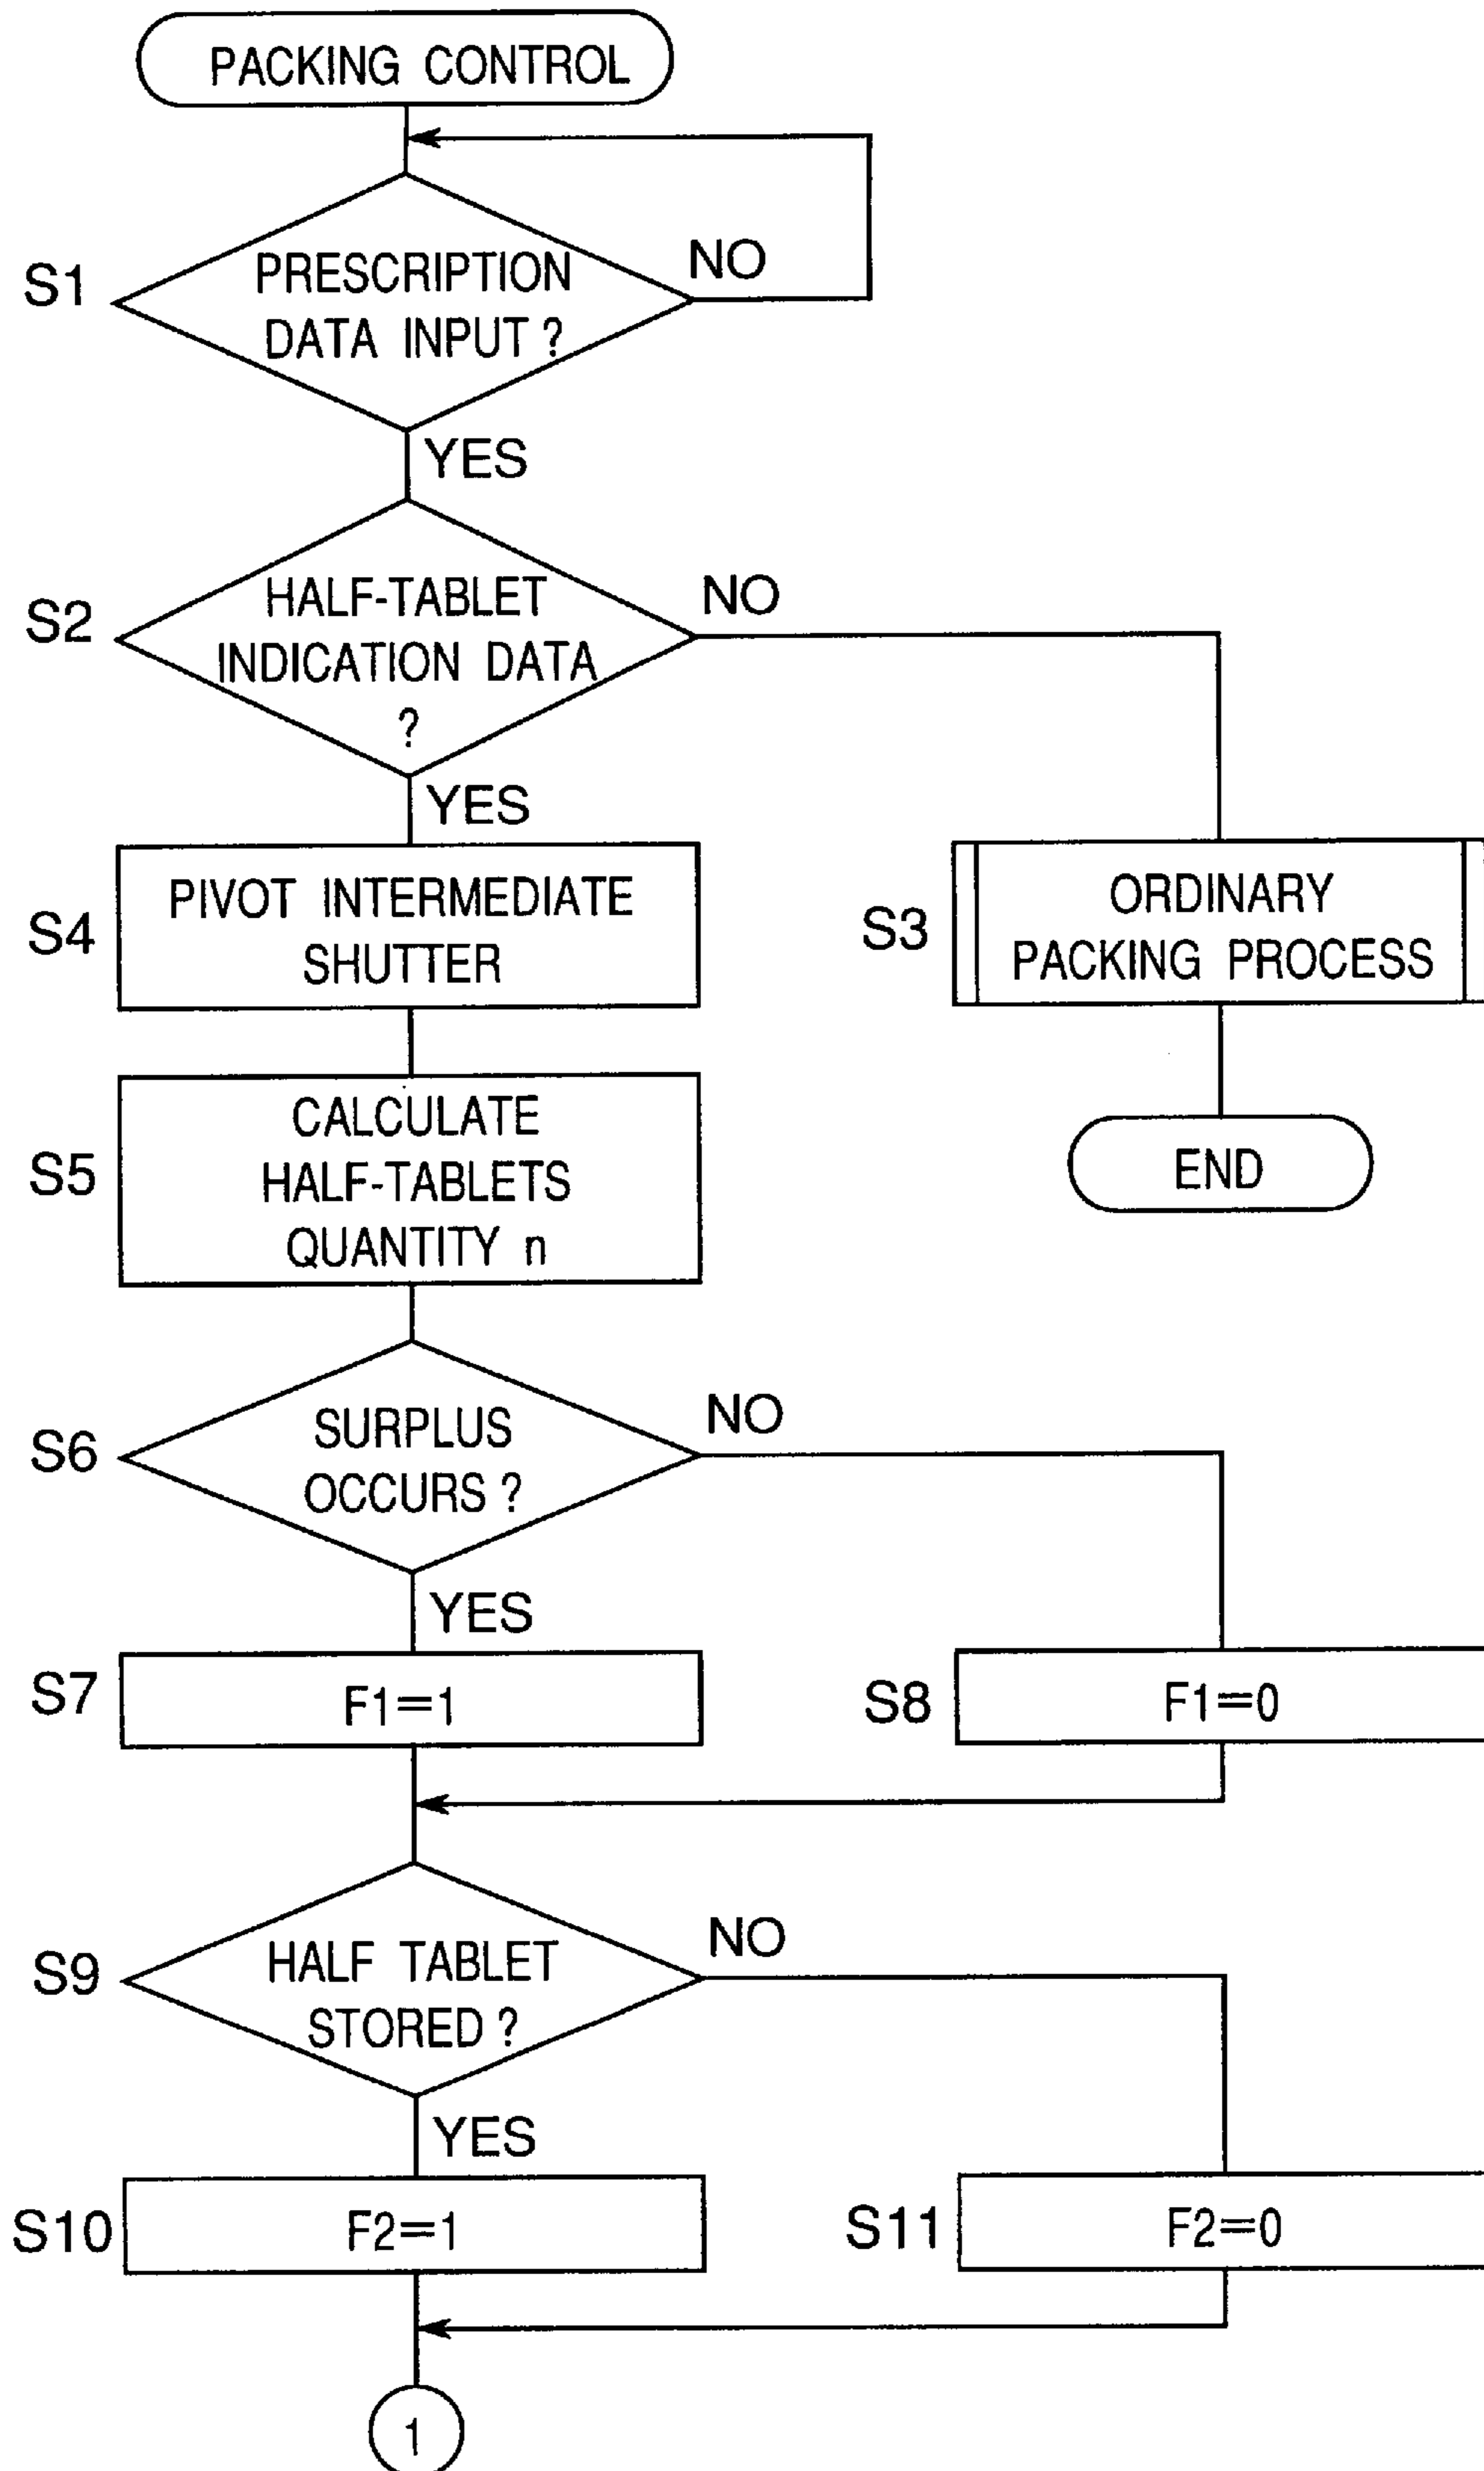 PACKING CONTROL
S1
PRESCRIPTION
DATA INPUT ?
NO
YES
S2
HALF-TABLET
INDICATION DATA
?
NO
YES
S4
PIVOT INTERMEDIATE
SHUTTER
S3
ORDINARY
PACKING PROCESS
S5
CALCULATE
HALF-TABLETS
QUANTITY n
END
S6
SURPLUS
OCCURS ?
NO
YES
S7
F1=1
S8
F1=0
S9
HALF TABLET
STORED ?
NO
YES
S10
F2=1
S11
F2=0
1